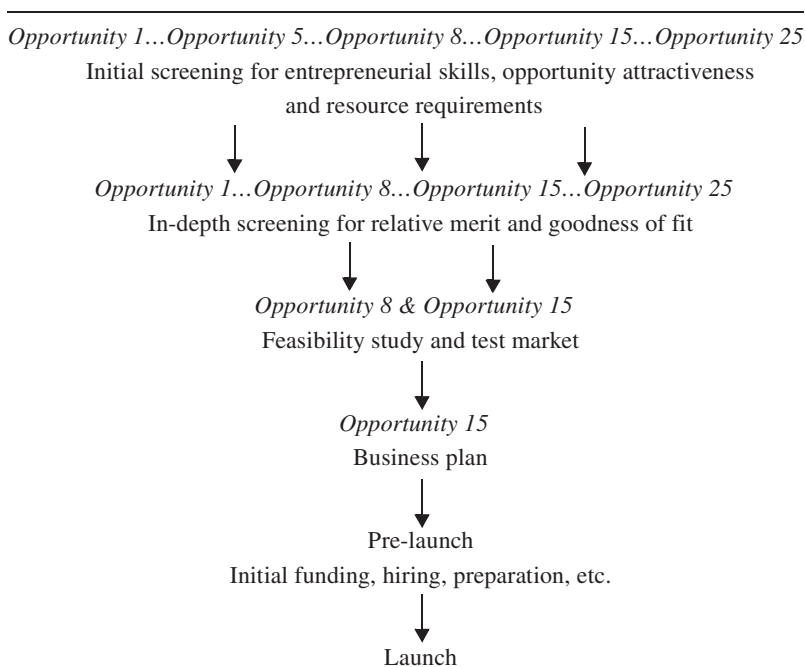 Opportunity 1…Opportunity 5…Opportunity 8…Opportunity 15…Opportunity 25
Initial screening for entrepreneurial skills, opportunity attractiveness
and resource requirements
Opportunity 1…Opportunity 8…Opportunity 15…Opportunity 25
In-depth screening for relative merit and goodness of fit
Opportunity 8 & Opportunity 15
Feasibility study and test market
Opportunity 15
Business plan
Pre-launch
Initial funding, hiring, preparation, etc.
Launch